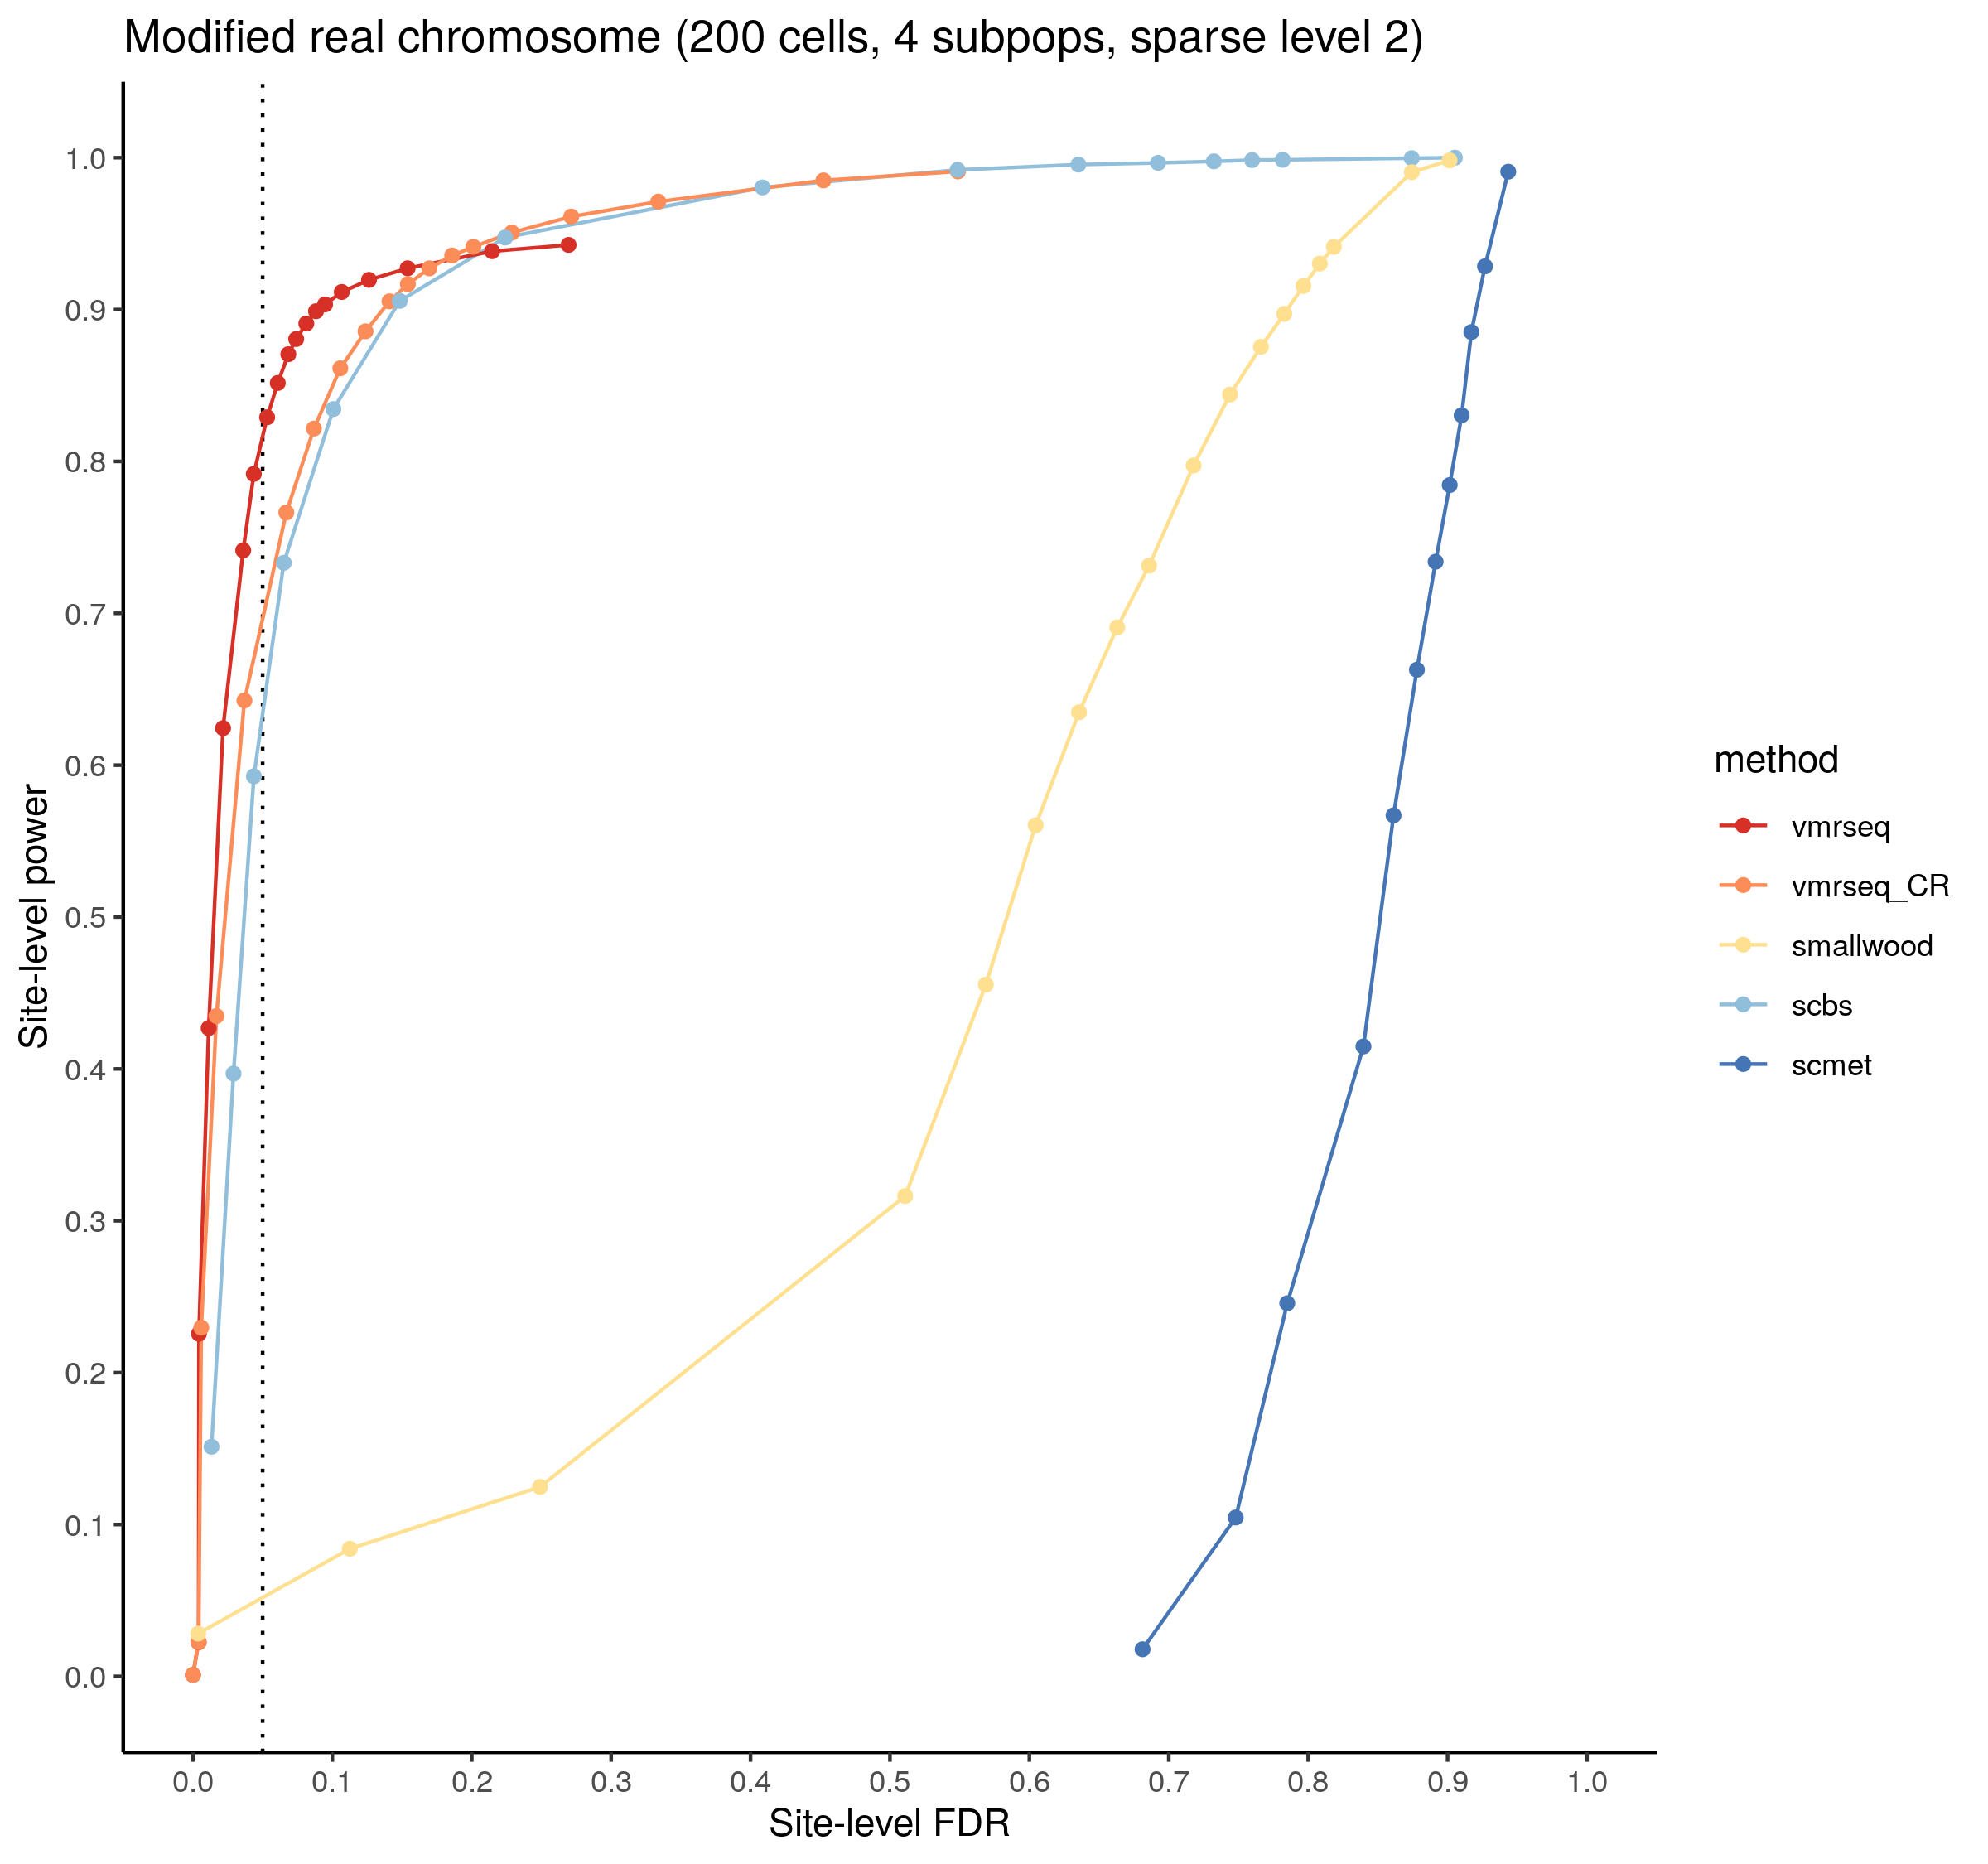 Modified real chromosome (200 cells, 4 subpops, sparse level 2)
Site-level power
1.0
0.9
0.8
0.7
0.6
0.5
0.4
0.3
0.2
0.1
0.0
0.0 0.1 0.2 0.3 0.4 0.5 0.6 0.7 0.8 0.9 1.0
Site-level FDR
method
vmrseq
vmrseq_CR
smallwood
scbs
scmet